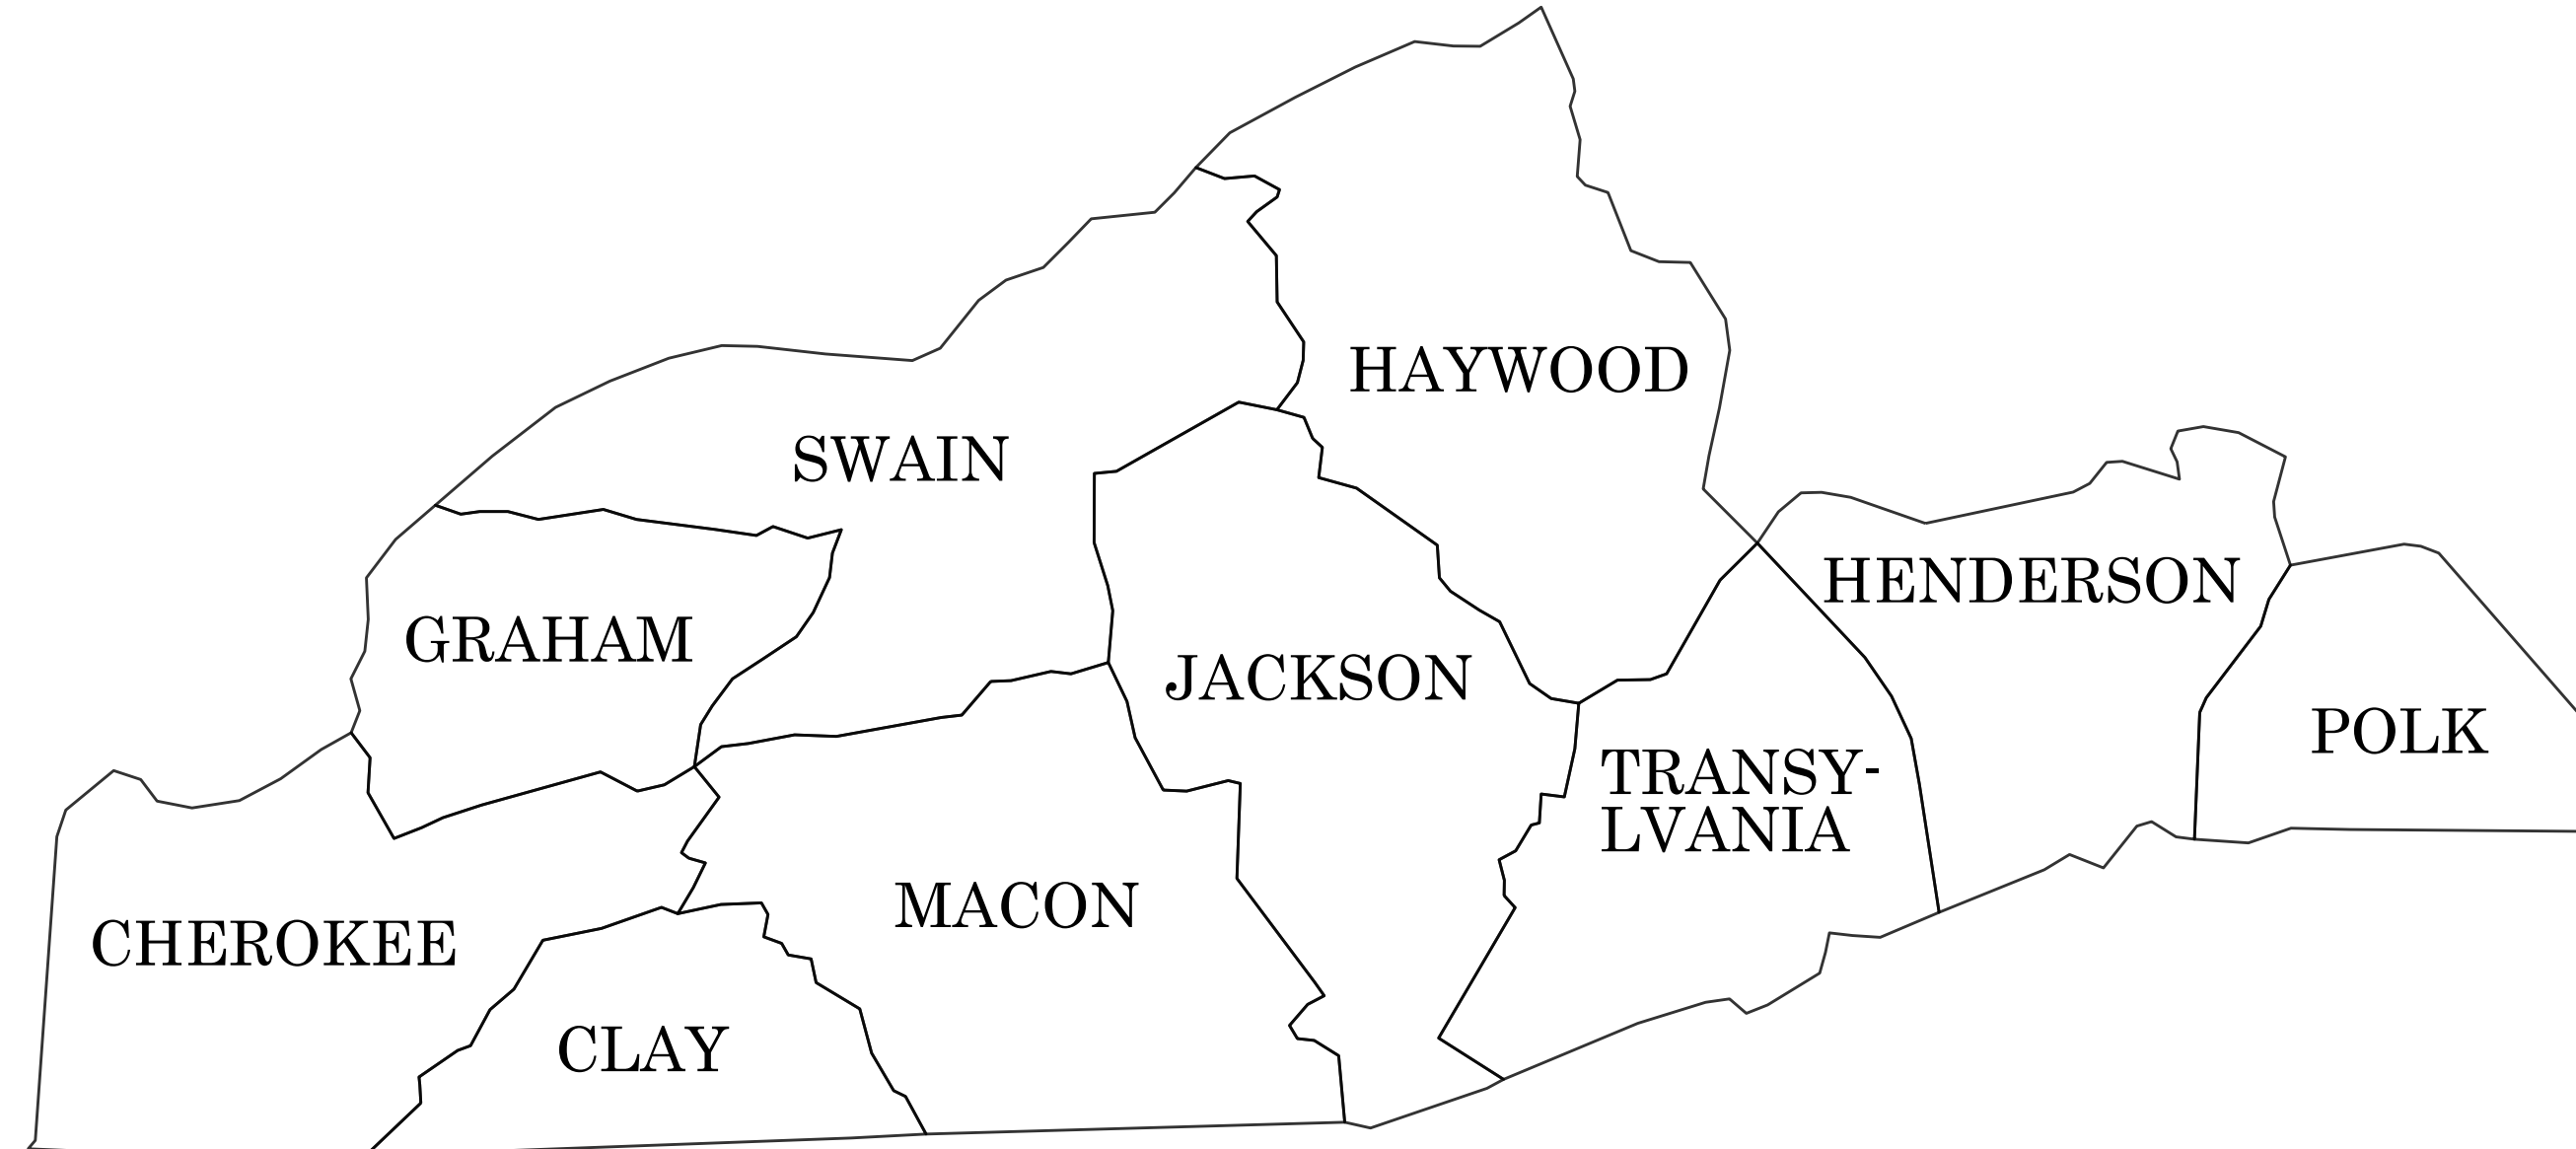 HAYWOOD
SWAIN
HENDERSON
GRAHAM
JACKSON
POLK
TRANSY-
LVANIA
MACON
CHEROKEE
CLAY